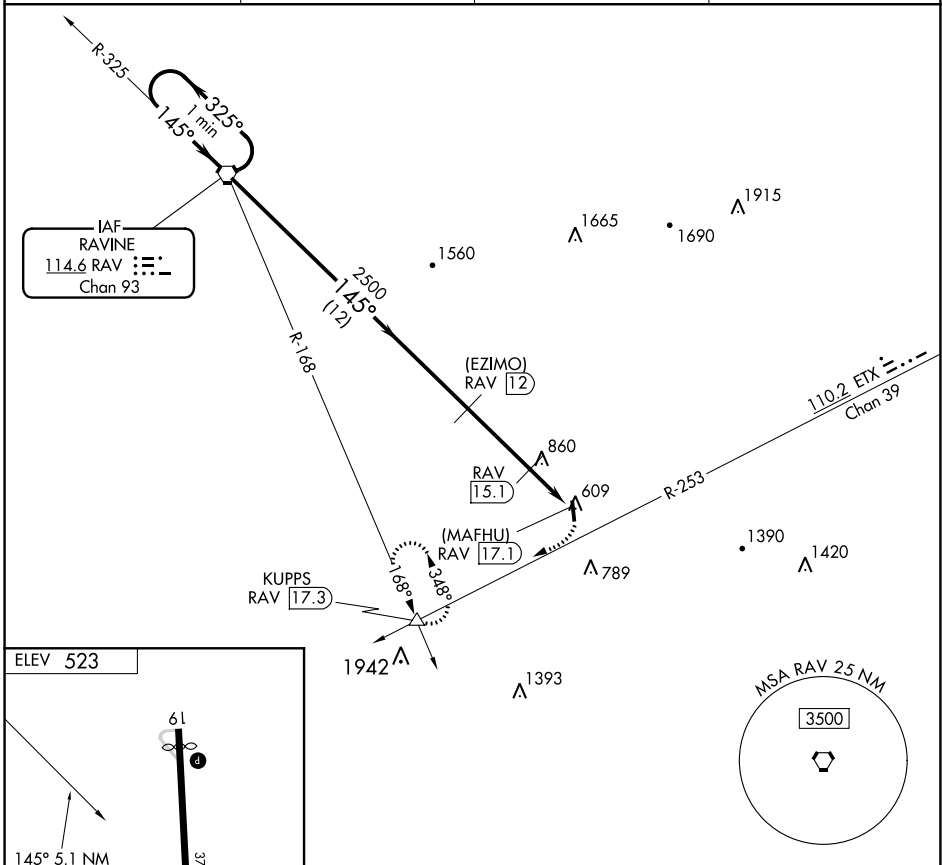 R-325
325°
1 min
145°
IAF
RAVINE
114.6 RAV
Chan 93
1915
1665
1690
1560
2500
145°
(12)
R-168
(EZIMO)
RAV 12
110.2 ETX
Chan 39
860
RAV
15.1
R-253
609
(MAFHU)
RAV 17.1
1390
1420
789
168°
348°
KUPPS
RAV 17.3
1942
1393
MSA RAV 25 NM
3500
ELEV 523
19
P
37
145° 5.1 NM